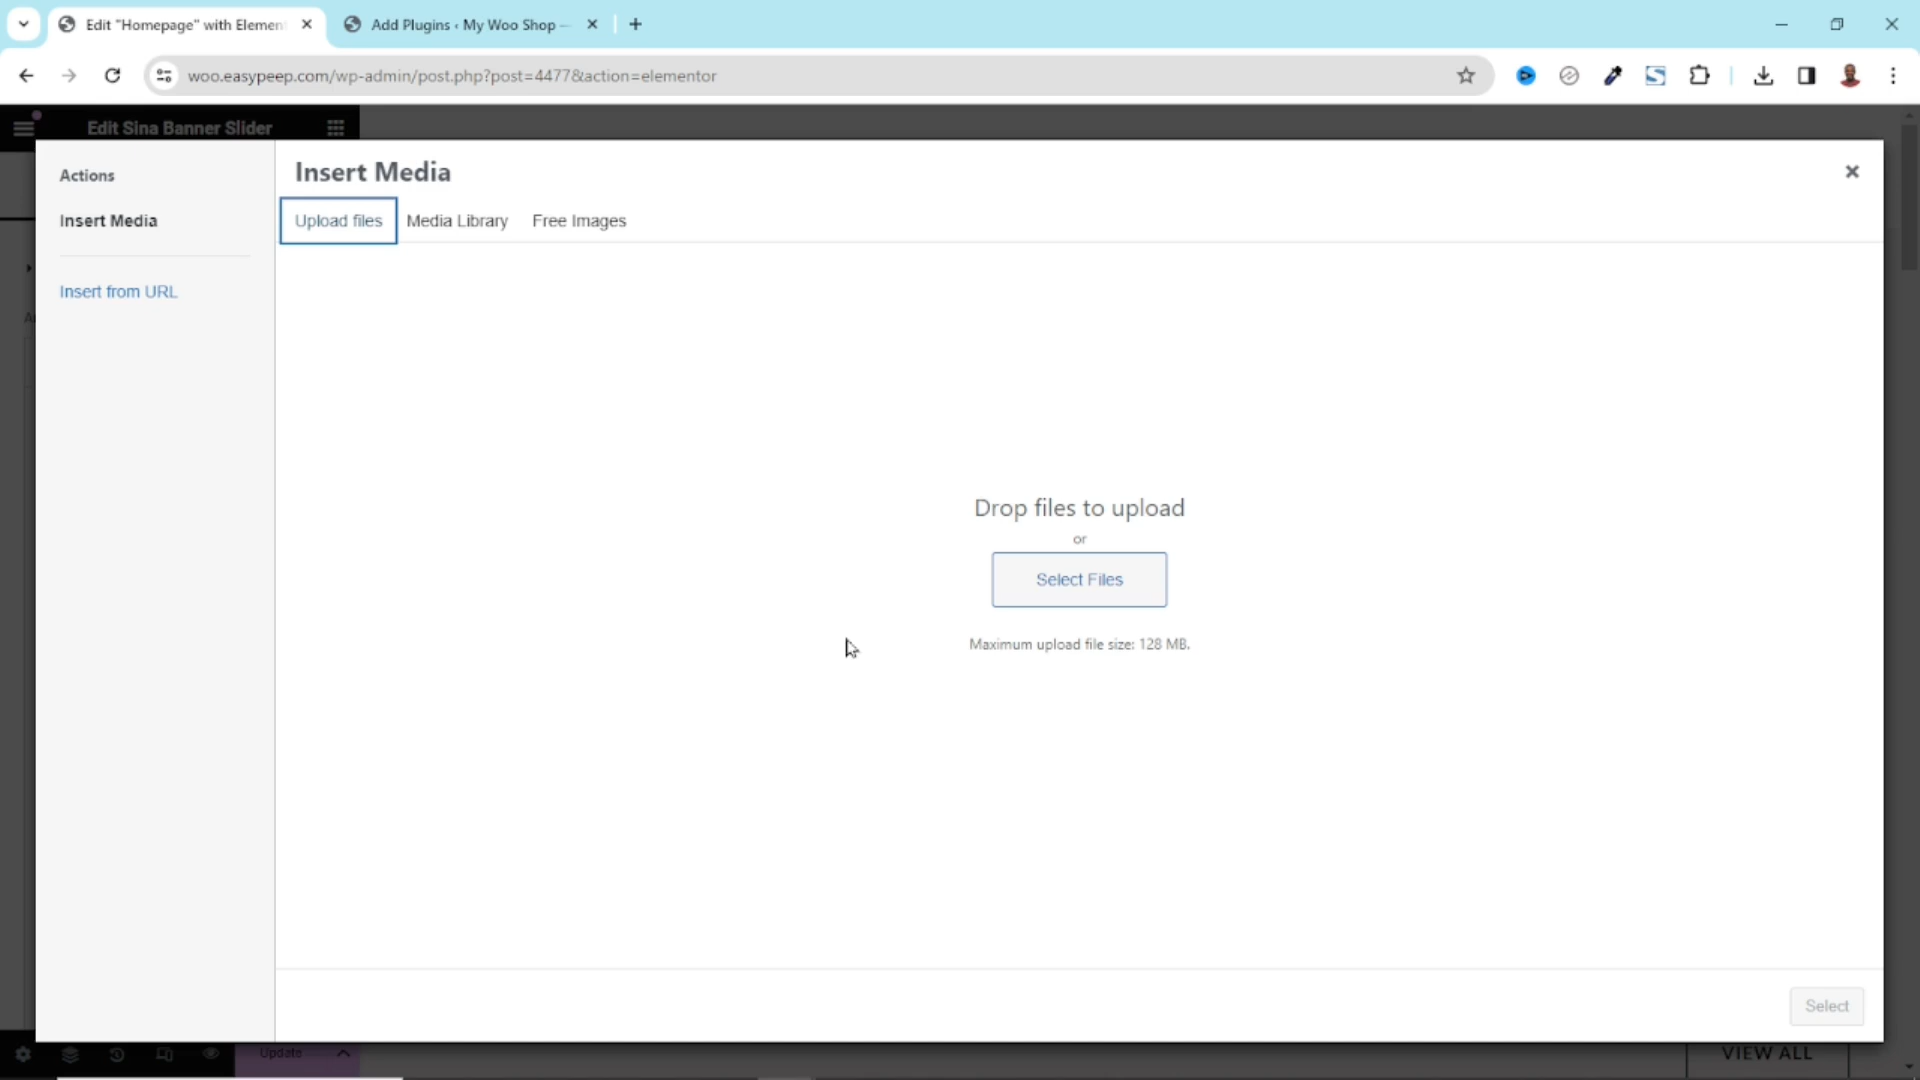 Edit "Homepage" with Elemen
Add Plugins ‹ My Woo Shop —
woo.easypeep.com/wp-admin/post.php?post=4477&action=elementor
Edit Sina Banner Slider
Actions
Insert Media
Insert from URL
Insert Media
Upload files
Media Library
Free Images
Drop files to upload
or
Select Files
Maximum upload file size: 128 MB.
Select
Update
VIEW ALL